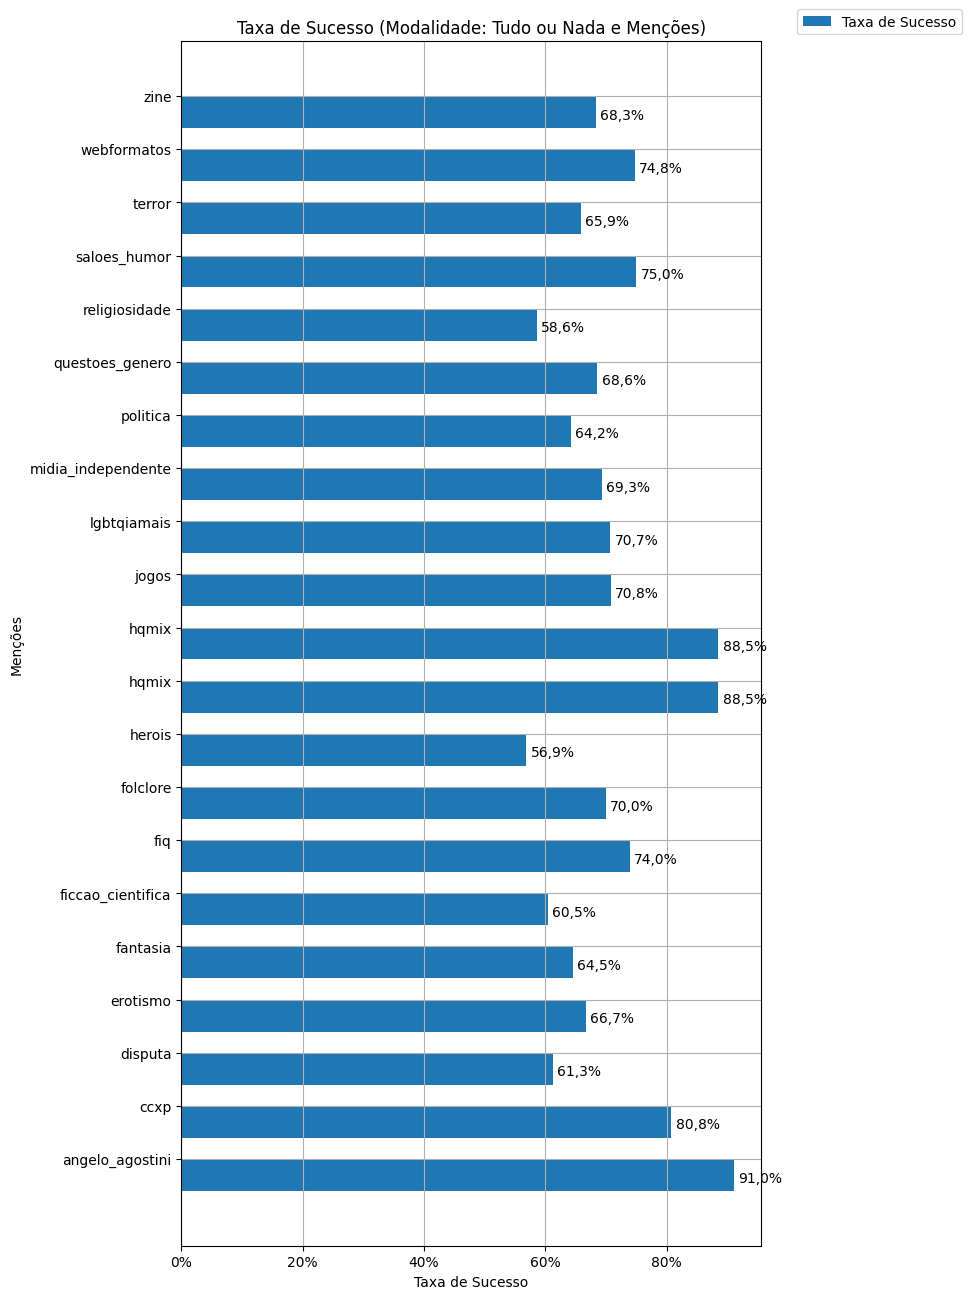 Taxa de Sucesso (Modalidade: Tudo ou Nada e Menções)
Taxa de Sucesso
zine 68,3%
webformatos 74,8%
terror 65,9%
saloes_humor 75,0%
religiosidade 58,6%
questoes_genero 68,6%
politica 64,2%
midia_independente 69,3%
lgbtqiamais 70,7%
jogos 70,8%
hqmix 88,5%
hqmix 88,5%
herois 56,9%
folclore 70,0%
fiq 74,0%
ficcao_cientifica 60,5%
fantasia 64,5%
erotismo 66,7%
disputa 61,3%
ccxp 80,8%
angelo_agostini 91,0%
Menções
0% 20% 40% 60% 80%
Taxa de Sucesso